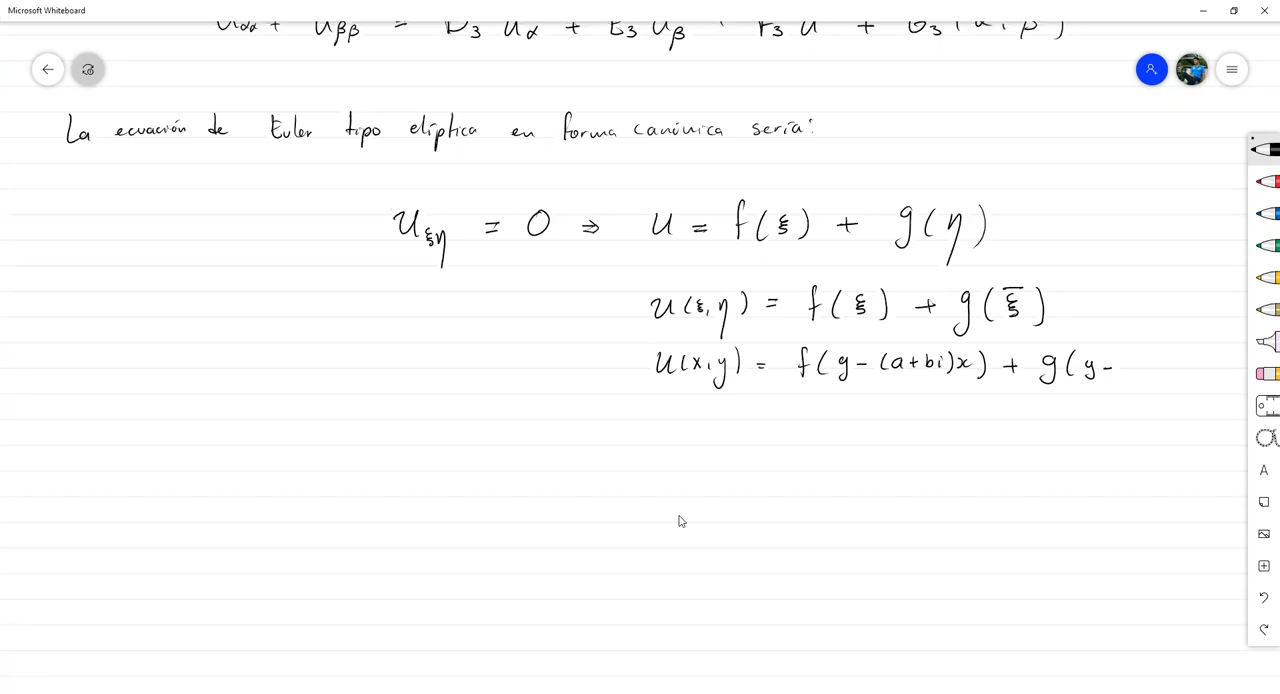 Microsoft Whiteboard
La ecuación de Euler tipo elíptica en forma canónica sería:
u_ξη = 0 ⇒ u = f(ξ) + g(η)
u(ξ,η) = f(ξ) + g(ξ̅)
u(x,y) = f(y-(a+bi)x) + g(y-
A